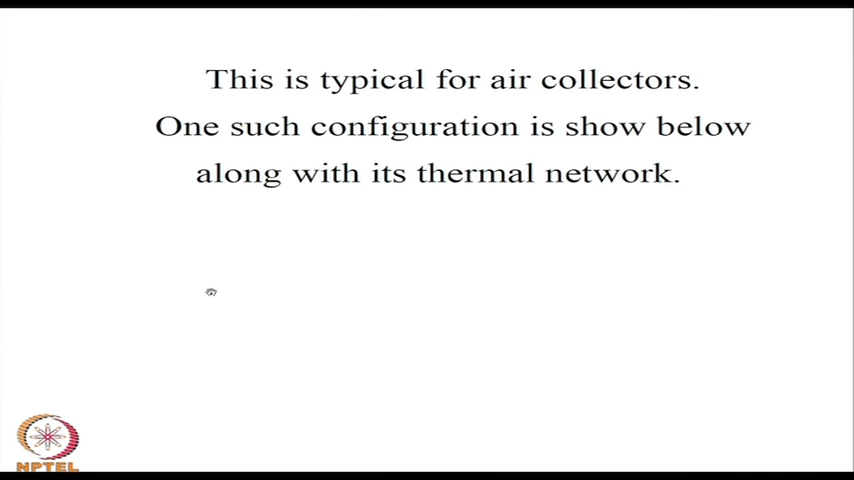 This is typical for air collectors.
One such configuration is show below
along with its thermal network.
NPTEL